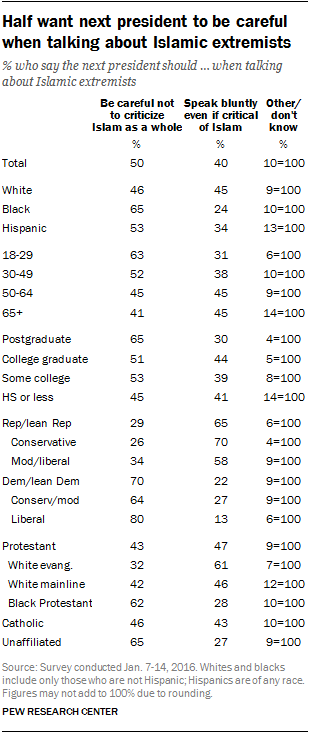 Half want next president to be careful
when talking about Islamic extremists
% who say the next president should ... when talking
about Islamic extremists
Be careful not to criticize Islam as a whole Speak bluntly even if critical of Islam Other/ don't know
% % %
Total 50 40 10=100
White 46 45 9=100
Black 65 24 10=100
Hispanic 53 34 13=100
18-29 63 31 6=100
30-49 52 38 10=100
50-64 45 45 9=100
65+ 41 45 14=100
Postgraduate 65 30 4=100
College graduate 51 44 5=100
Some college 53 39 8=100
HS or less 45 41 14=100
Rep/lean Rep 29 65 6=100
Conservative 26 70 4=100
Mod/liberal 34 58 9=100
Dem/lean Dem 70 22 9=100
Conserv/mod 64 27 9=100
Liberal 80 13 6=100
Protestant 43 47 9=100
White evang. 32 61 7=100
White mainline 42 46 12=100
Black Protestant 62 28 10=100
Catholic 46 43 10=100
Unaffiliated 65 27 9=100
Source: Survey conducted Jan. 7-14, 2016. Whites and blacks
include only those who are not Hispanic; Hispanics are of any race.
Figures may not add to 100% due to rounding.
PEW RESEARCH CENTER